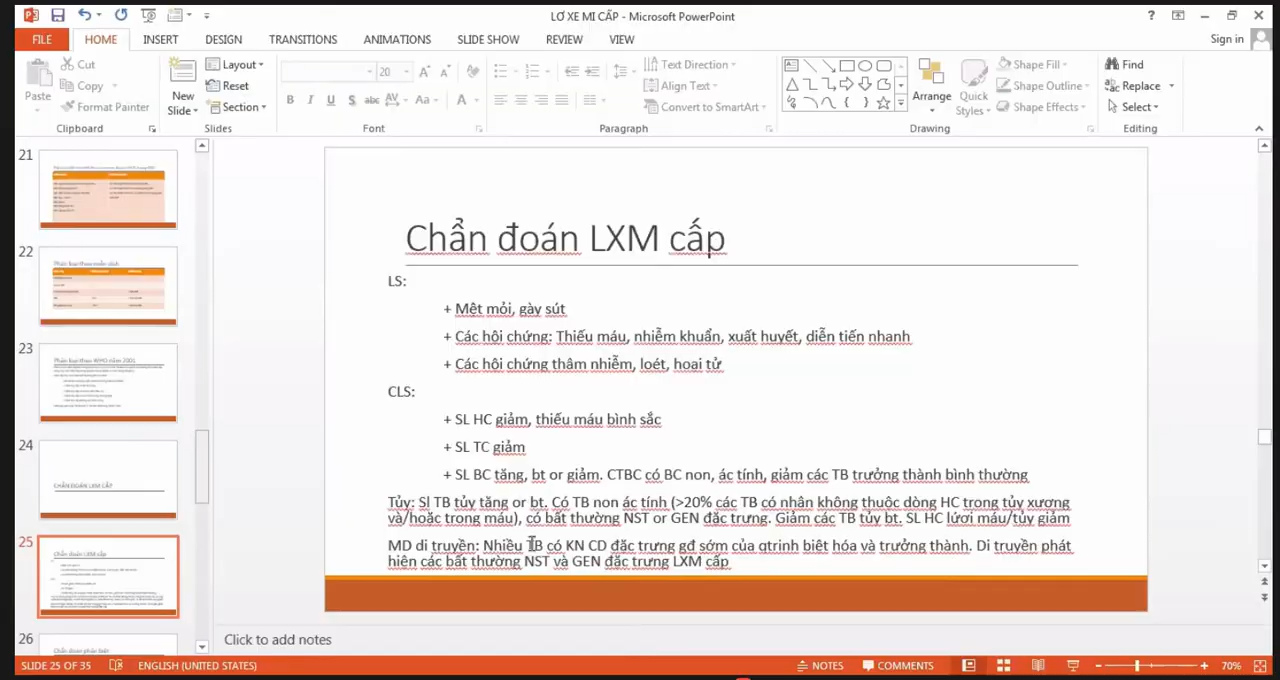 LƠ XE MI CẤP - Microsoft PowerPoint
FILE HOME INSERT DESIGN TRANSITIONS ANIMATIONS SLIDE SHOW REVIEW VIEW Sign in
Paste Cut Copy Format Painter Clipboard
New Slide Layout Reset Section Slides
20 Font
Text Direction Align Text Convert to SmartArt Paragraph
Arrange Quick Styles Shape Fill Shape Outline Shape Effects Drawing
Find Replace Select Editing
21
22
23
24
CHẨN ĐOÁN LXM CẤP
25
Chẩn đoán LXM cấp
26
Chẩn đoán phân biệt
Chẩn đoán LXM cấp
LS:
+ Mệt mỏi, gày sút
+ Các hội chứng: Thiếu máu, nhiễm khuẩn, xuất huyết, diễn tiến nhanh
+ Các hội chứng thâm nhiễm, loét, hoại tử
CLS:
+ SL HC giảm, thiếu máu bình sắc
+ SL TC giảm
+ SL BC tăng, bt or giảm. CTBC có BC non, ác tính, giảm các TB trưởng thành bình thường
Tủy: Sl TB tủy tăng or bt. Có TB non ác tính (>20% các TB có nhân không thuộc dòng HC trong tủy xương
và/hoặc trong máu), có bất thường NST or GEN đặc trưng. Giảm các TB tủy bt. SL HC lưới máu/tủy giảm
MD di truyền: Nhiều TB có KN CD đặc trưng gđ sớm của qtrinh biệt hóa và trưởng thành. Di truyền phát
hiện các bất thường NST và GEN đặc trưng LXM cấp
Click to add notes
SLIDE 25 OF 35 ENGLISH (UNITED STATES) NOTES COMMENTS 70%